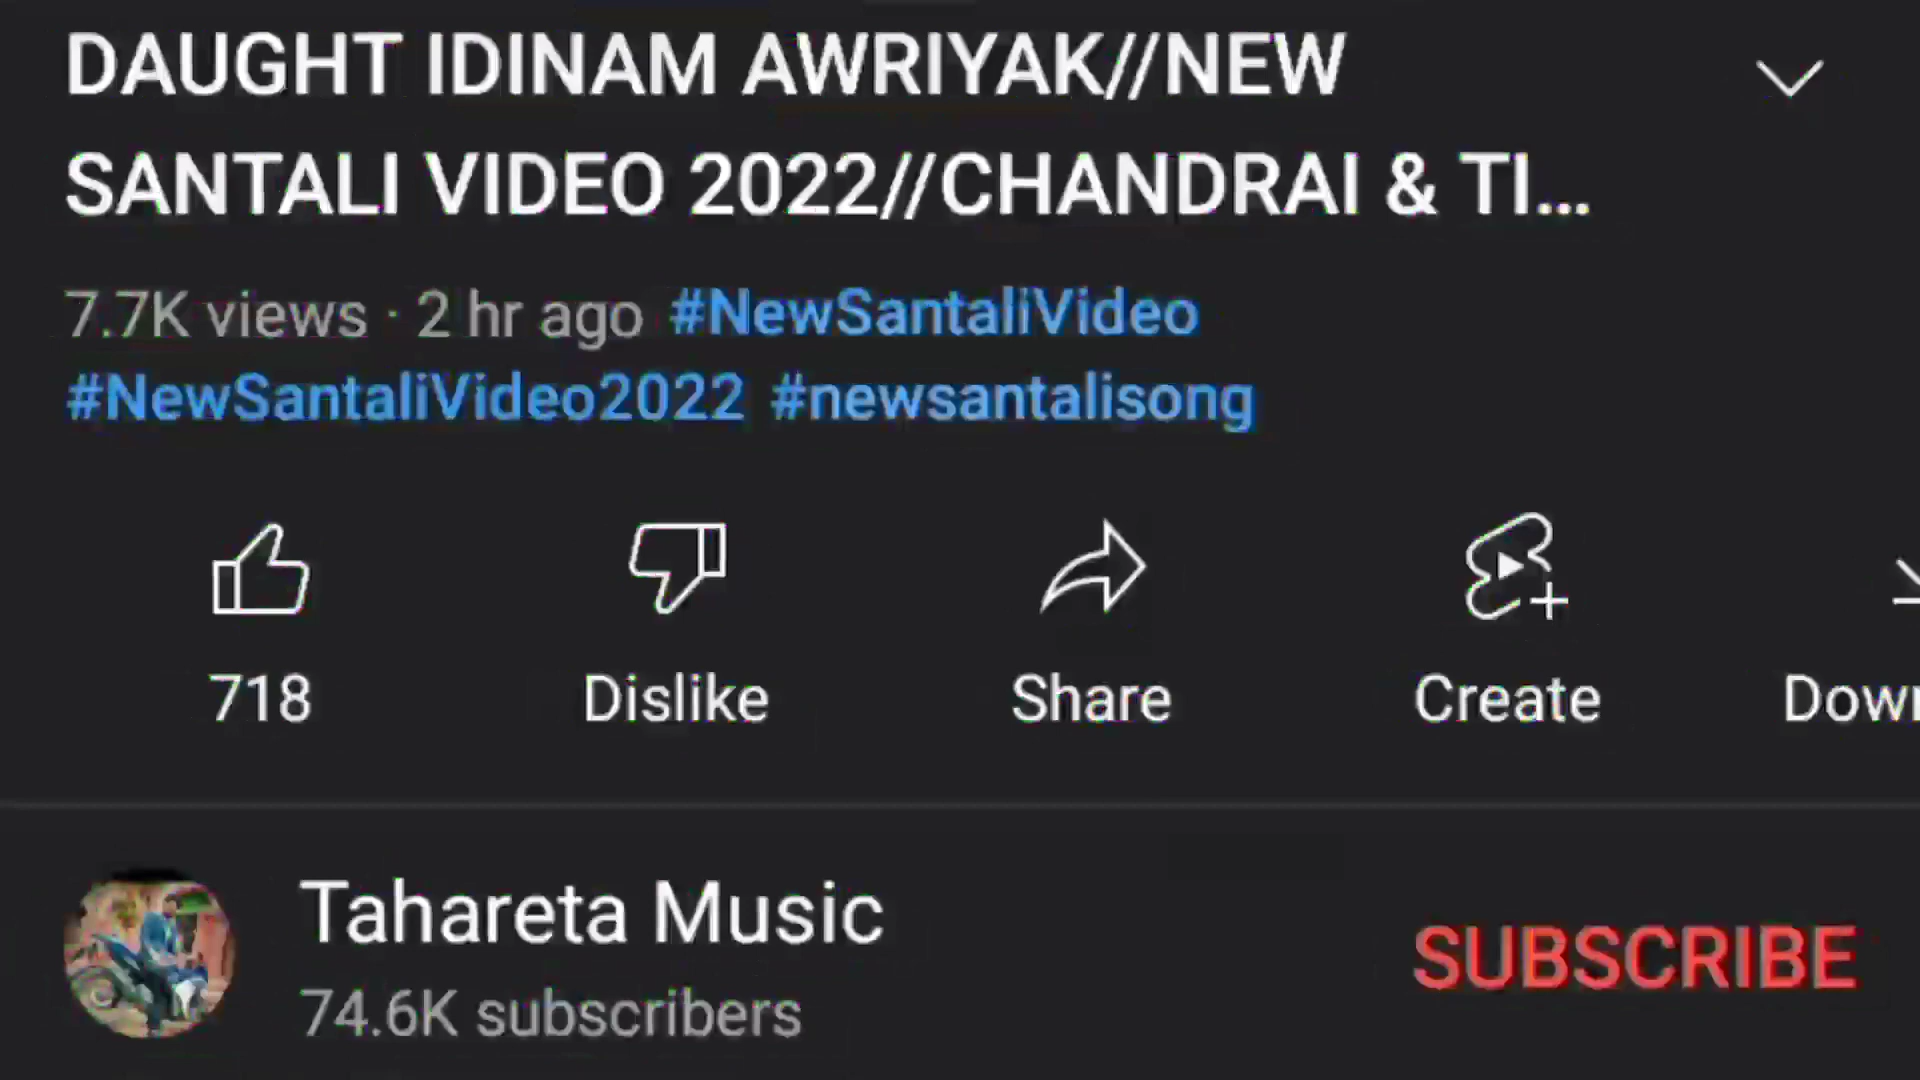 DAUGHT IDINAM AWRIYAK//NEW
SANTALI VIDEO 2022//CHANDRAI & TI...
7.7K views · 2 hr ago #NewSantaliVideo
#NewSantaliVideo2022 #newsantalisong
718 Dislike Share Create Down
Tahareta Music
SUBSCRIBE
74.6K subscribers